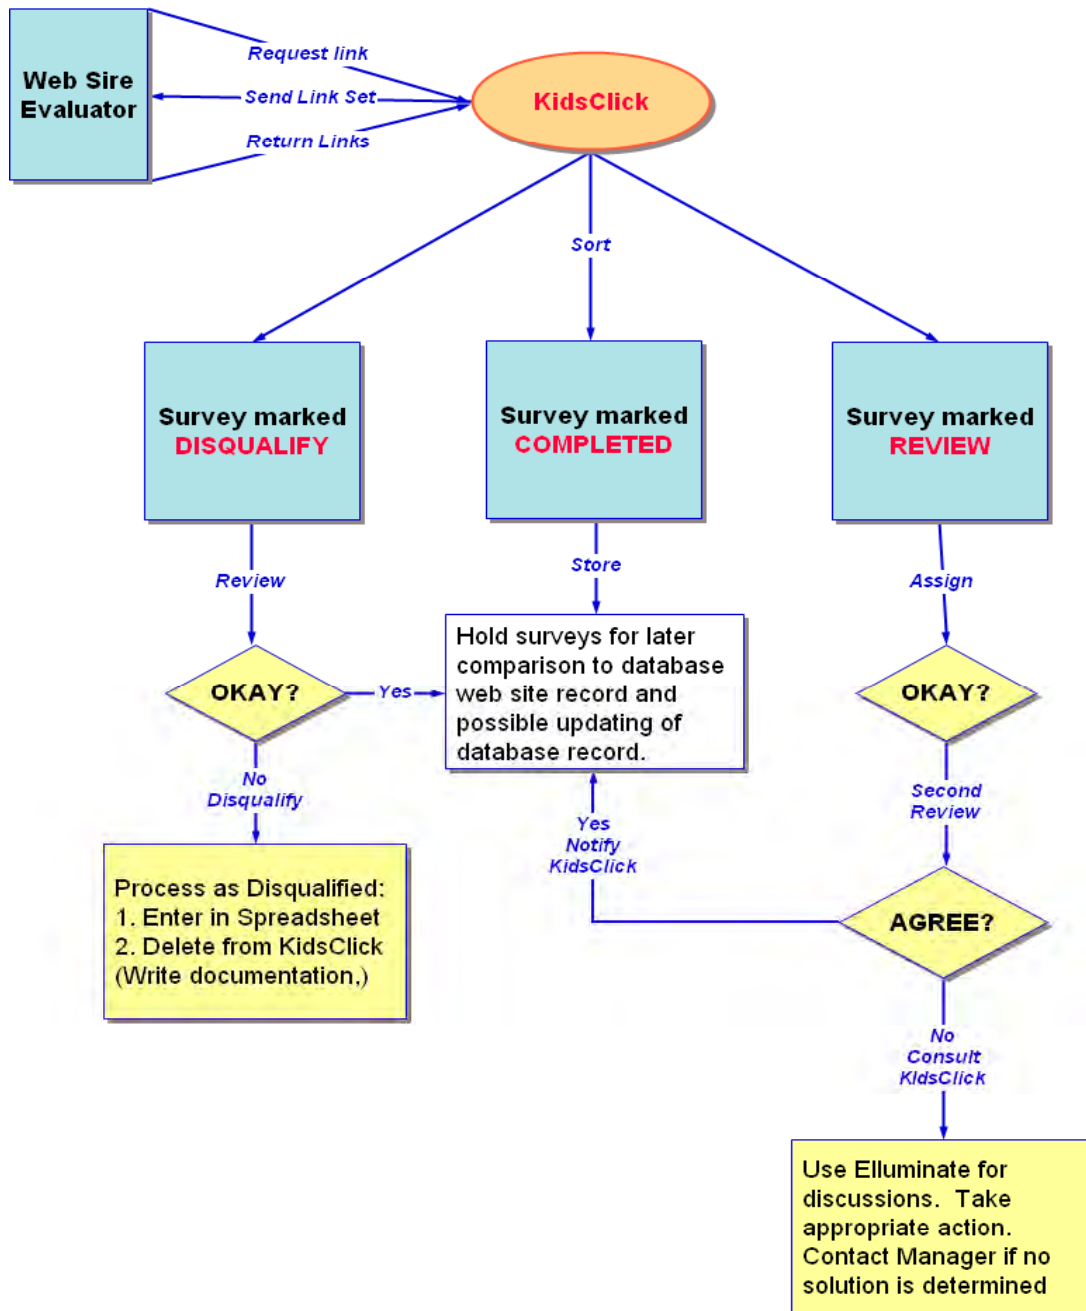 Request link
Web Sire
Evaluator
Send Link Set
KidsClick
Return Links
Sort
Survey marked
DISQUALIFY
Survey marked
COMPLETED
Survey marked
REVIEW
Review
Store
Assign
OKAY?
Yes
Hold surveys for later
comparison to database
web site record and
possible updating of
database record.
OKAY?
No
Disqualify
Yes
Notify
KidsClick
Second
Review
Process as Disqualified:
1. Enter in Spreadsheet
2. Delete from KidsClick
(Write documentation,)
AGREE?
No
Consult
KidsClick
Use Elluminate for
discussions.  Take
appropriate action.
Contact Manager if no
solution is determined